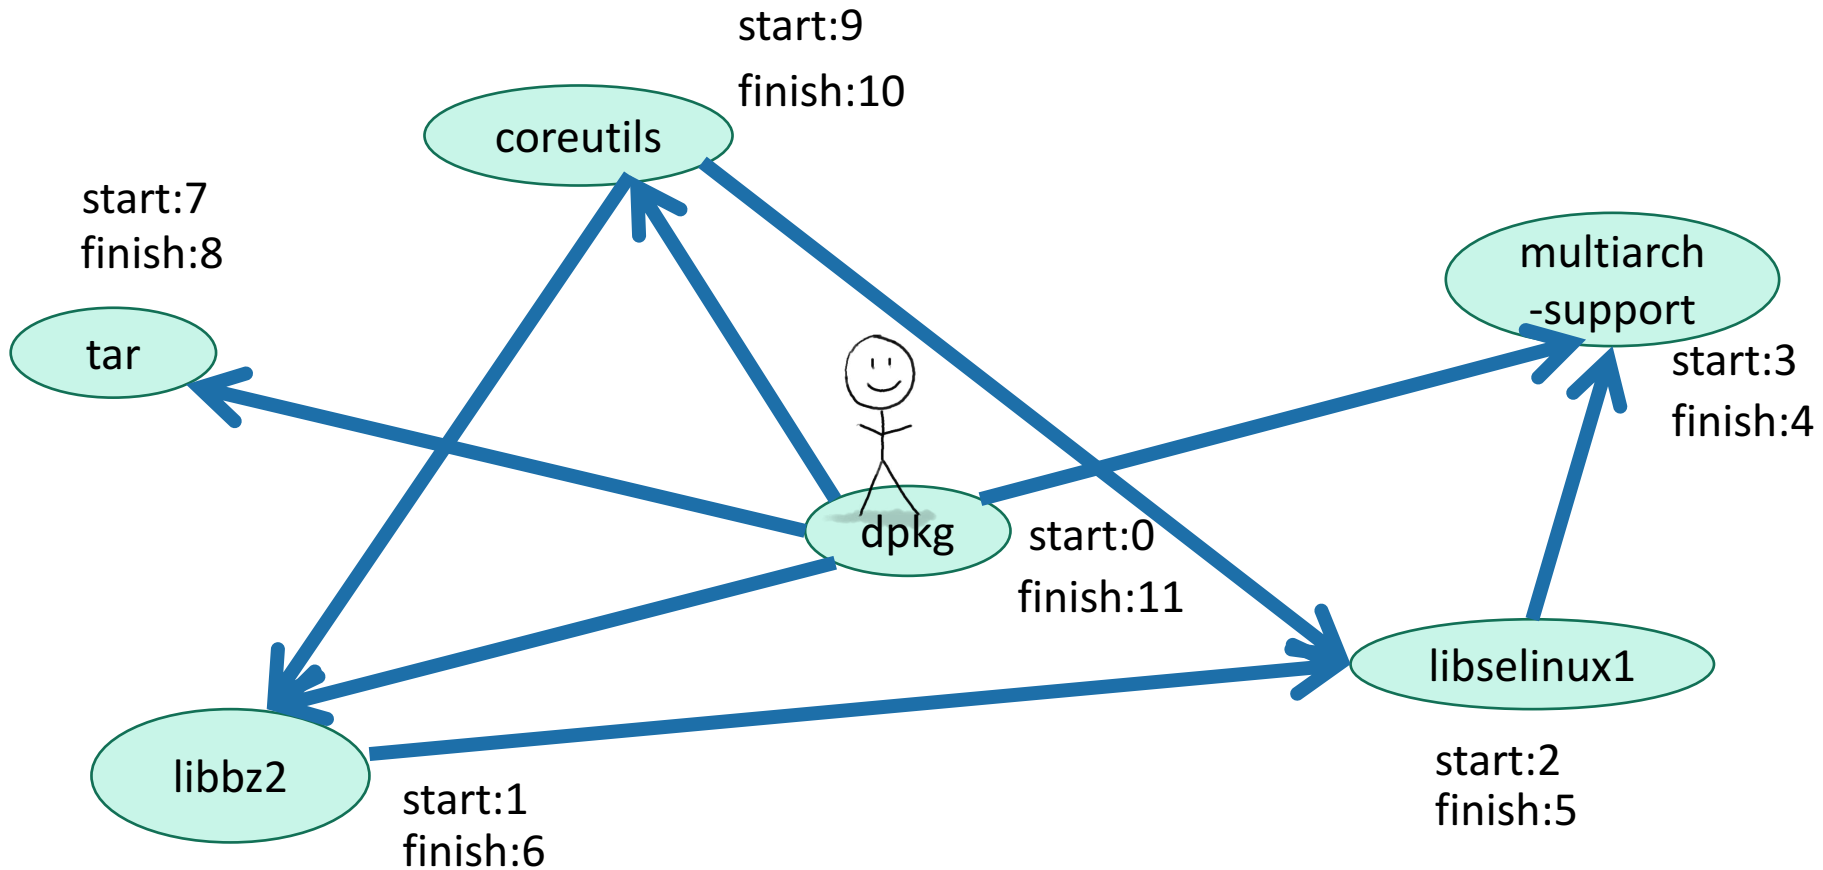 start:9
finish:10
coreutils
start:7
finish:8
tar
multiarch
-support
start:3
finish:4
dpkg
start:0
finish:11
libselinux1
start:2
finish:5
libbz2
start:1
finish:6